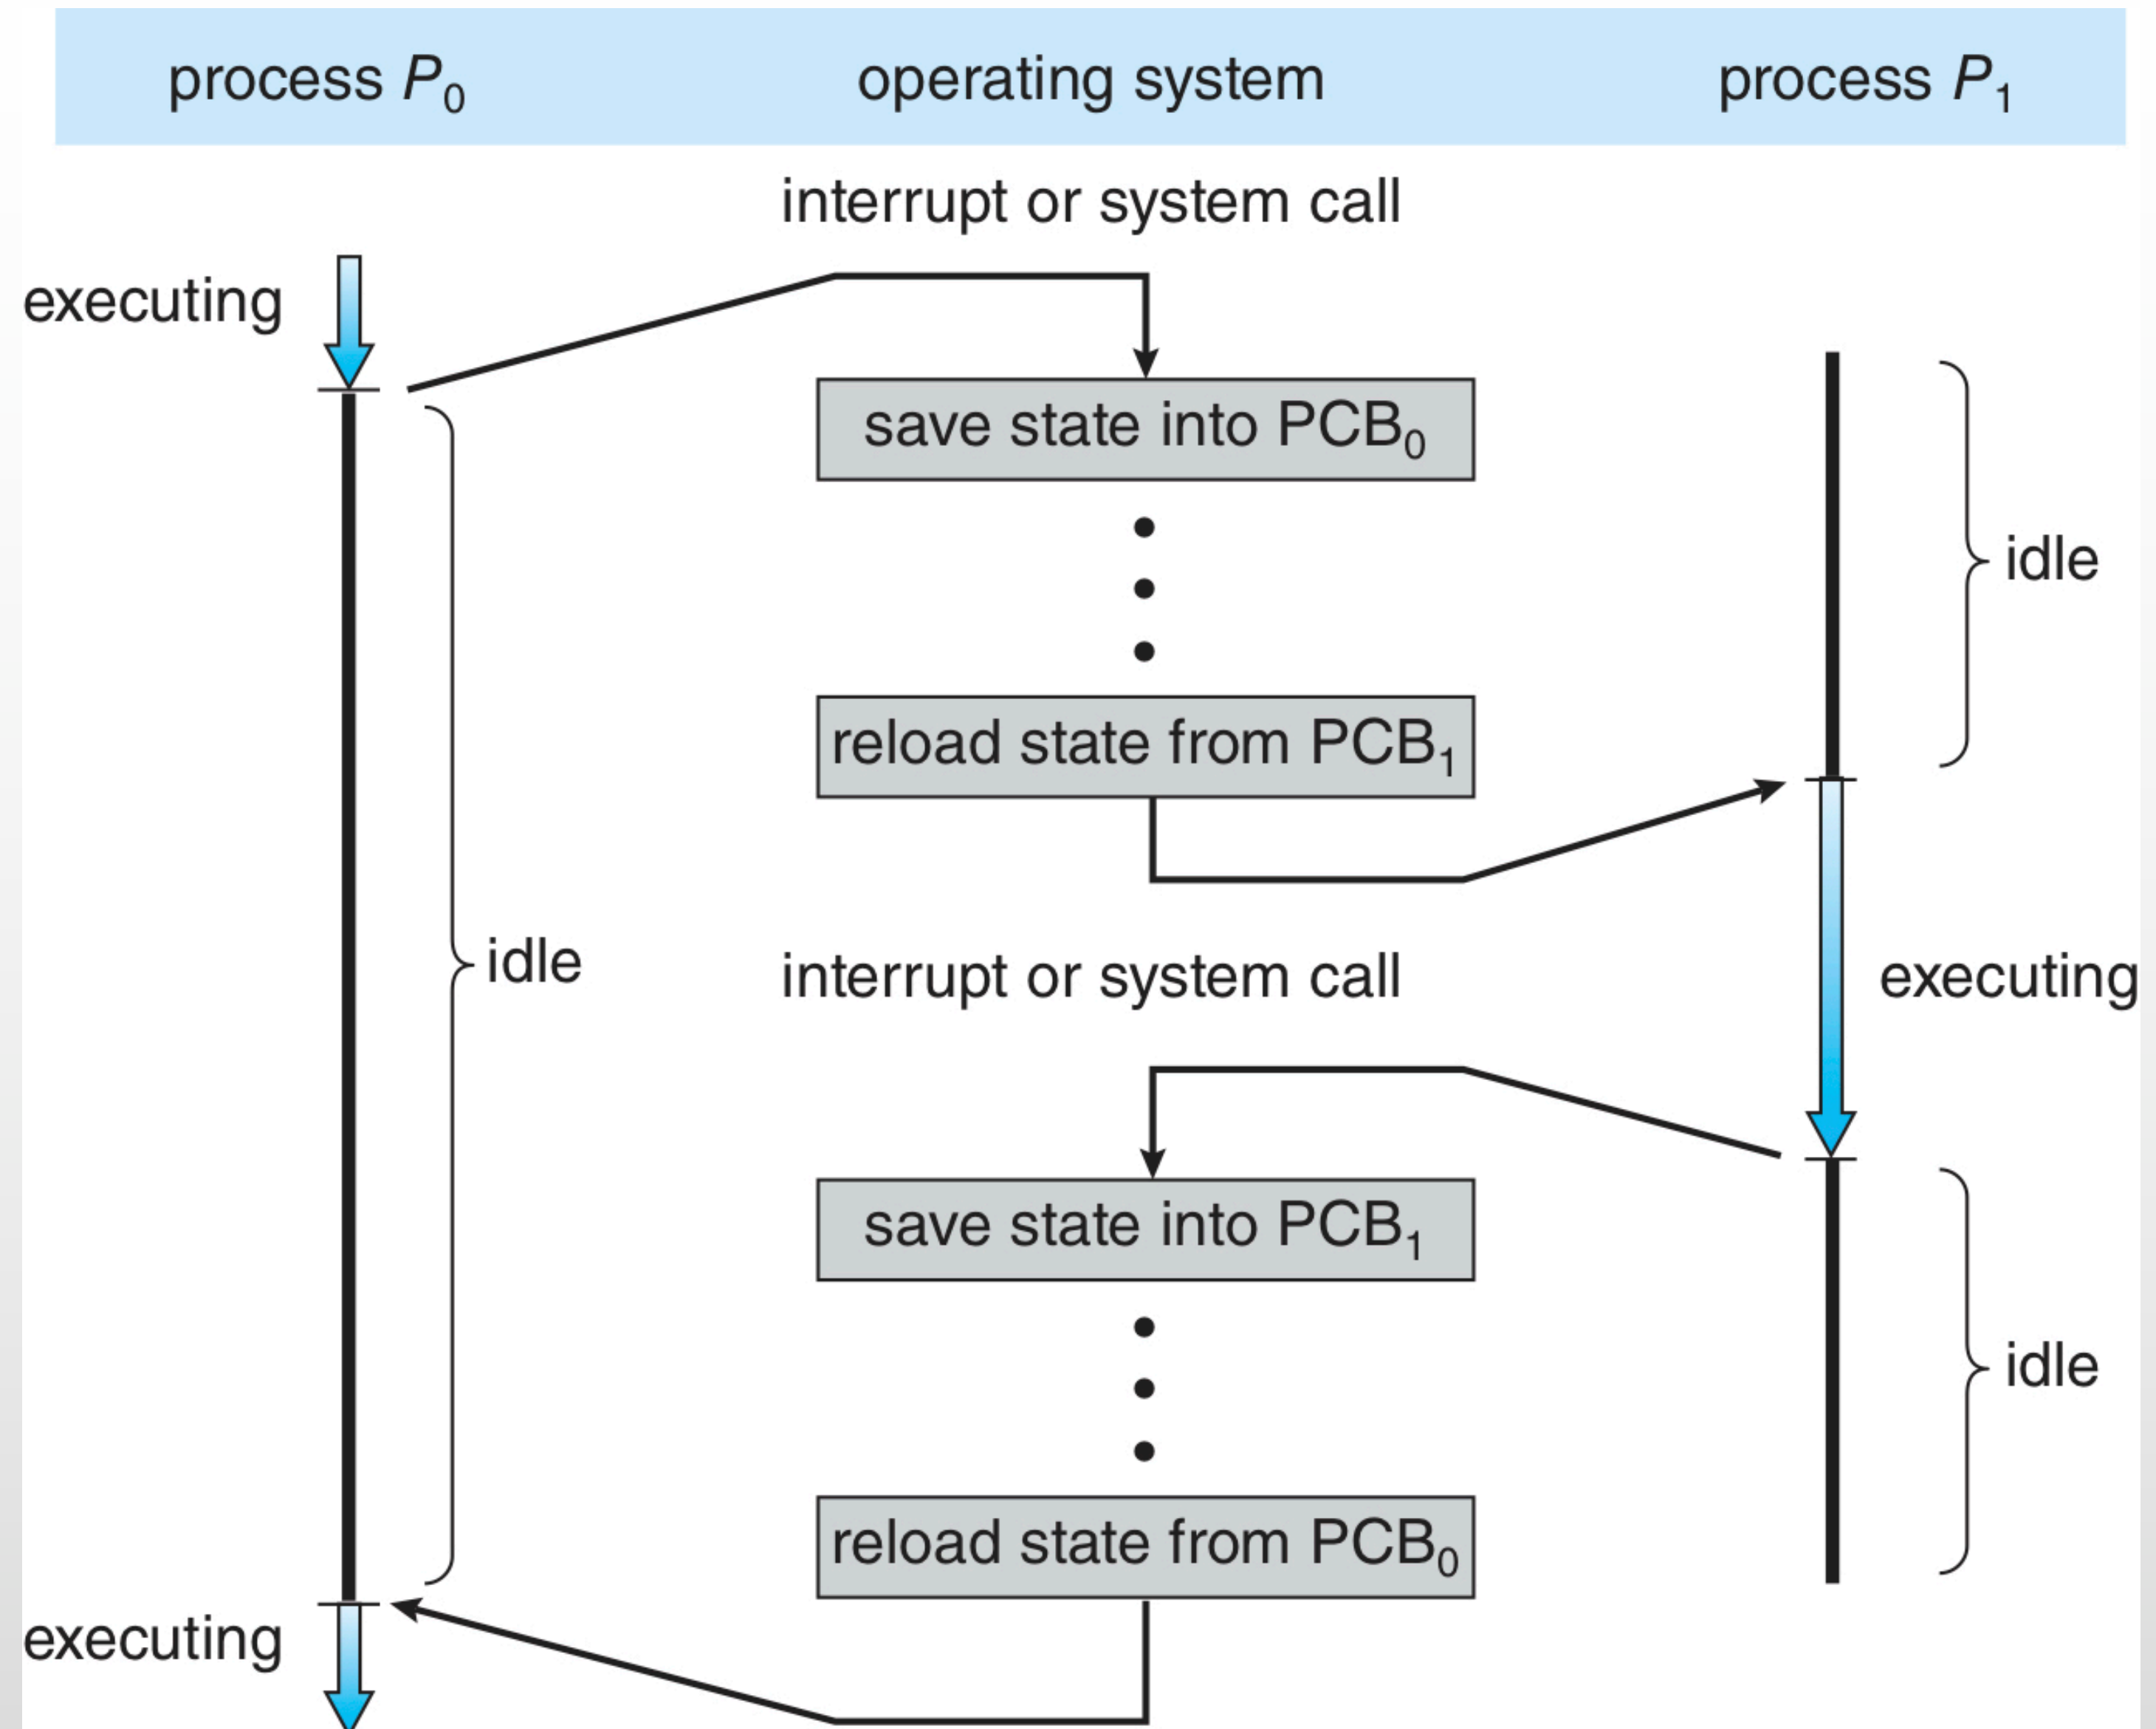 process P₀ operating system process P₁
interrupt or system call
executing
save state into PCB₀
idle
reload state from PCB₁
idle
interrupt or system call
executing
save state into PCB₁
idle
reload state from PCB₀
executing